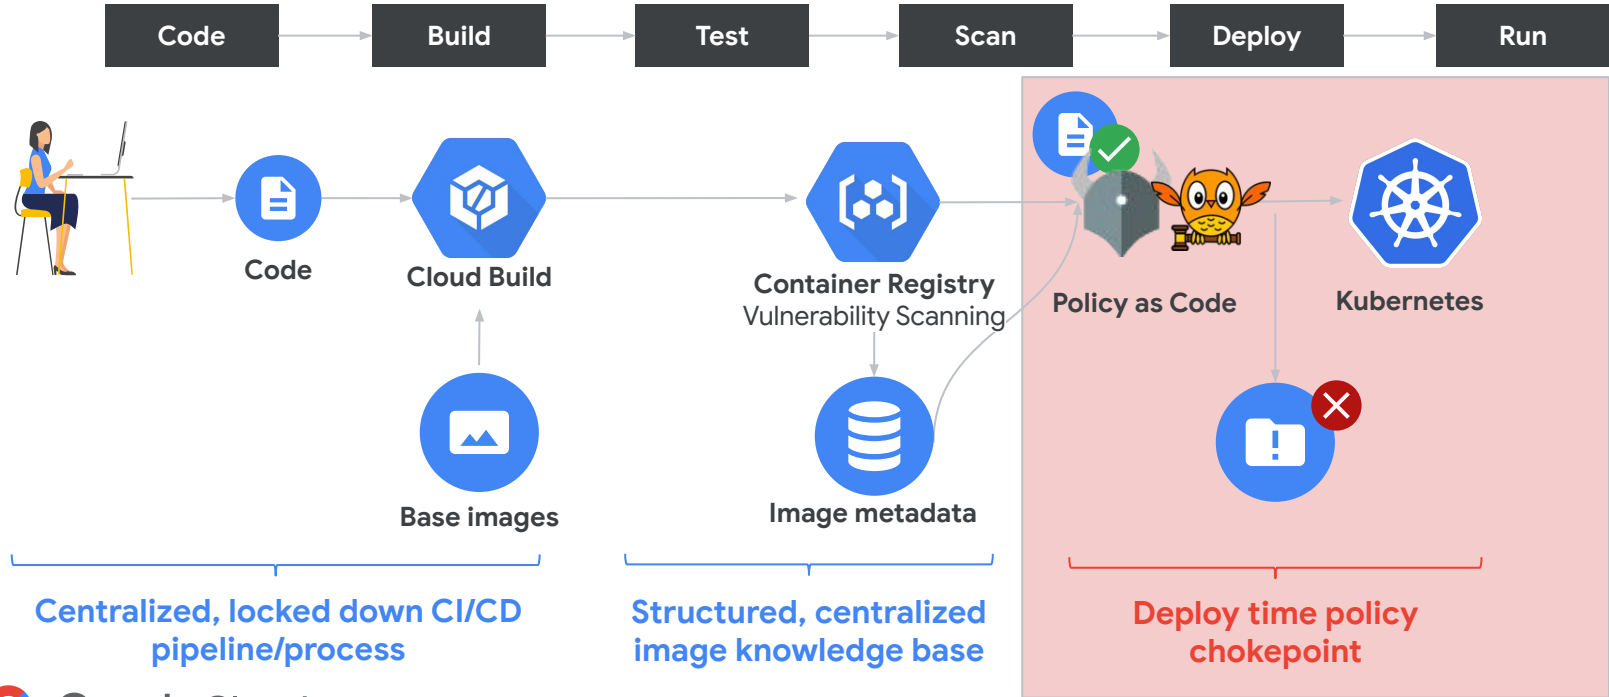 Code
Build
Test
Scan
Deploy
Run
Code
Cloud Build
Container Registry
Vulnerability Scanning
Policy as Code
Kubernetes
Base images
Image metadata
Centralized, locked down CI/CD
pipeline/process
Structured, centralized
image knowledge base
Deploy time policy
chokepoint